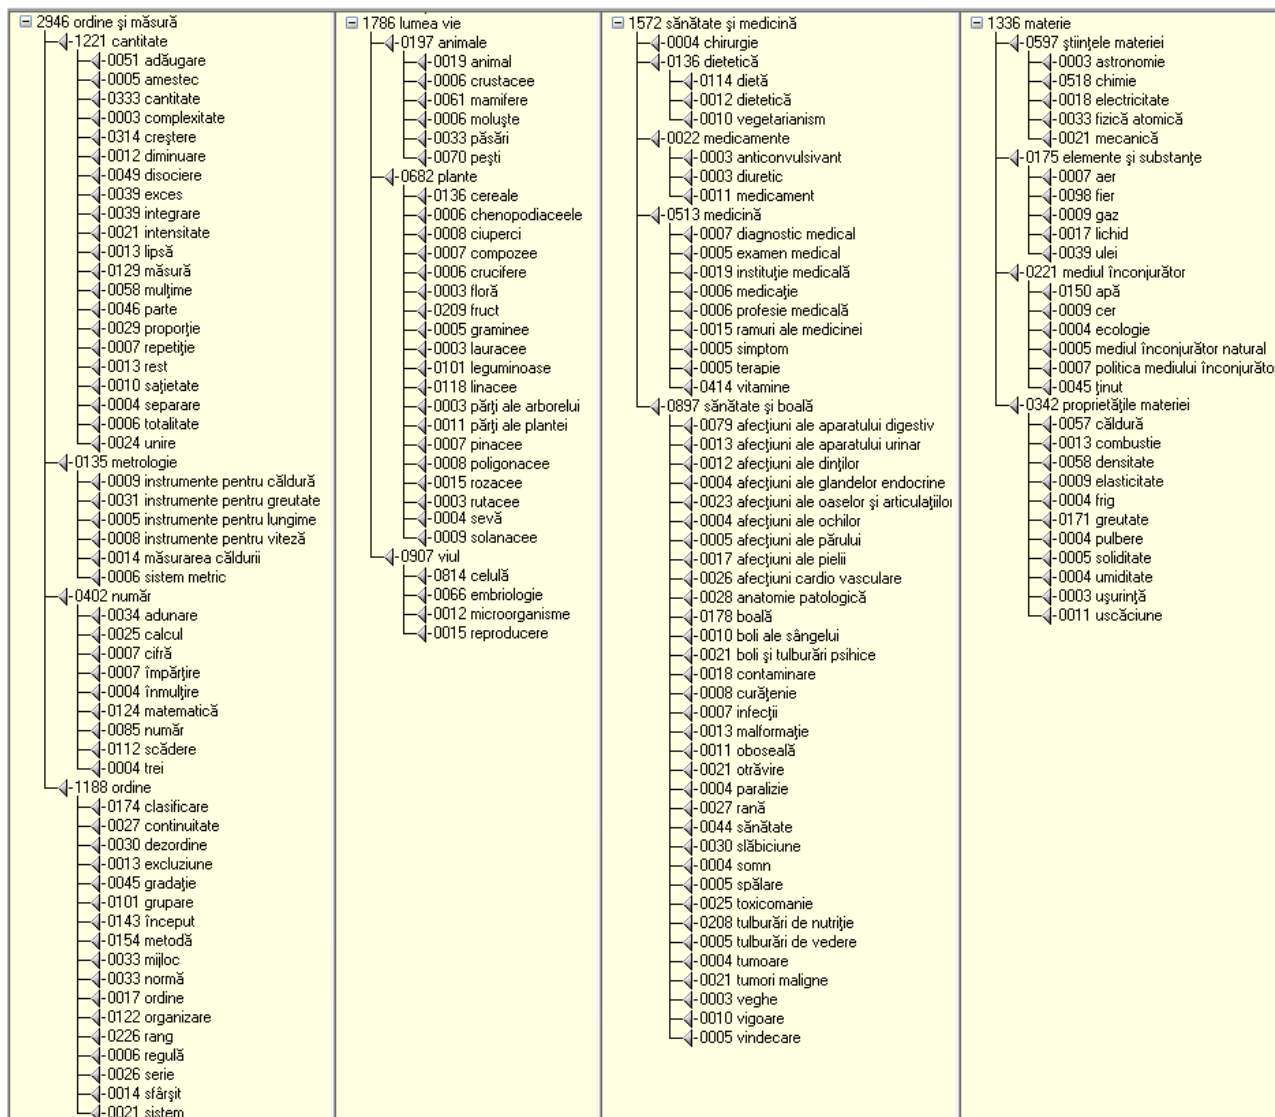 2946 ordine şi măsură
1221 cantitate
0051 adăugare
0005 amestec
0333 cantitate
0003 complexitate
0314 creştere
0012 diminuare
0049 disociere
0039 exces
0039 integrare
0021 intensitate
0013 lipsă
0129 măsură
0058 mulţime
0046 parte
0029 proporţie
0007 repetiţie
0013 rest
0010 saţietate
0004 separare
0006 totalitate
0024 unire
0135 metrologie
0009 instrumente pentru căldură
0031 instrumente pentru greutate
0005 instrumente pentru lungime
0008 instrumente pentru viteză
0014 măsurarea căldurii
0006 sistem metric
0402 număr
0034 adunare
0025 calcul
0007 cifră
0007 împărţire
0004 înmulţire
0124 matematică
0085 număr
0112 scădere
0004 trei
1188 ordine
0174 clasificare
0027 continuitate
0030 dezordine
0013 excluziune
0045 gradaţie
0101 grupare
0143 început
0154 metodă
0033 mijloc
0033 normă
0017 ordine
0122 organizare
0226 rang
0006 regulă
0026 serie
0014 sfârşit
0021 sistem
1786 lumea vie
0197 animale
0019 animal
0006 crustacee
0061 mamifere
0006 moluşte
0033 păsări
0070 peşti
0682 plante
0136 cereale
0006 chenopodiaceele
0008 ciuperci
0007 compozee
0006 crucifere
0003 floră
0209 fruct
0005 graminee
0003 lauracee
0101 leguminoase
0118 linacee
0003 părţi ale arborelui
0011 părţi ale plantei
0007 pinacee
0008 poligonacee
0015 rozacee
0003 rutacee
0004 sevă
0009 solanacee
0907 viul
0814 celulă
0066 embriologie
0012 microorganisme
0015 reproducere
1572 sănătate şi medicină
0004 chirurgie
0136 dietetică
0114 dietă
0012 dietetică
0010 vegetarianism
0022 medicamente
0003 anticonvulsivant
0003 diuretic
0011 medicament
0513 medicină
0007 diagnostic medical
0005 examen medical
0019 instituţie medicală
0006 medicaţie
0006 profesie medicală
0015 ramuri ale medicinei
0005 simptom
0005 terapie
0414 vitamine
0897 sănătate şi boală
0079 afecţiuni ale aparatului digestiv
0013 afecţiuni ale aparatului urinar
0012 afecţiuni ale dinţilor
0004 afecţiuni ale glandelor endocrine
0023 afecţiuni ale oaselor şi articulaţiilor
0004 afecţiuni ale ochilor
0005 afecţiuni ale părului
0017 afecţiuni ale pielii
0026 afecţiuni cardio vasculare
0028 anatomie patologică
0178 boală
0010 boli ale sângelui
0021 boli şi tulburări psihice
0018 contaminare
0008 curăţenie
0007 infecţii
0013 malformaţie
0011 oboseală
0021 otrăvire
0004 paralizie
0027 rană
0044 sănătate
0030 slăbiciune
0004 somn
0005 spălare
0025 toxicomanie
0208 tulburări de nutriţie
0005 tulburări de vedere
0004 tumoare
0021 tumori maligne
0003 veghe
0010 vigoare
0005 vindecare
1336 materie
0597 ştiinţele materiei
0003 astronomie
0518 chimie
0018 electricitate
0033 fizică atomică
0021 mecanică
0175 elemente şi substanţe
0007 aer
0098 fier
0009 gaz
0017 lichid
0039 ulei
0221 mediul înconjurător
0150 apă
0009 cer
0004 ecologie
0005 mediul înconjurător natural
0007 politica mediului înconjurăto
0045 ţinut
0342 proprietăţile materiei
0057 căldură
0013 combustie
0058 densitate
0009 elasticitate
0004 frig
0171 greutate
0004 pulbere
0005 soliditate
0004 umiditate
0003 uşurinţă
0011 uscăciune